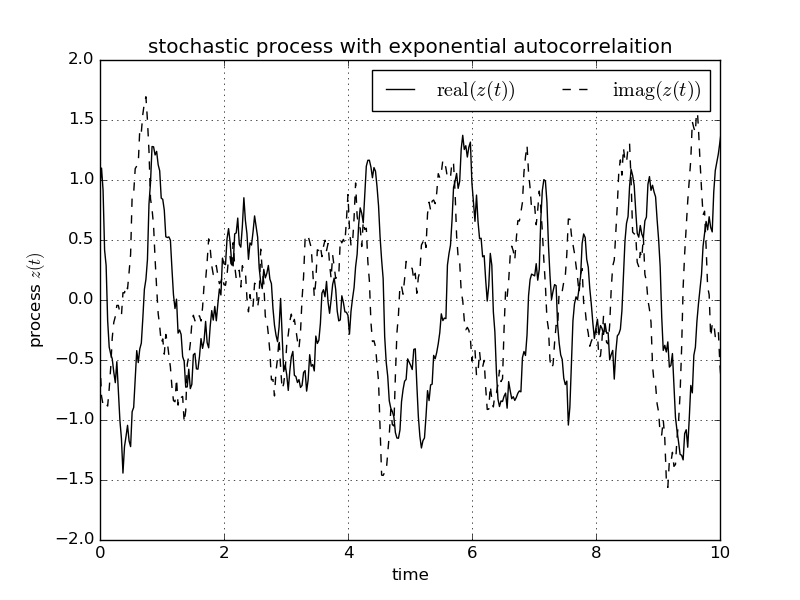 stochastic process with exponential autocorrelaition
real(z(t)) imag(z(t))
2.0
1.5
1.0
0.5
0.0
−0.5
−1.0
−1.5
−2.0
process z(t)
0 2 4 6 8 10
time